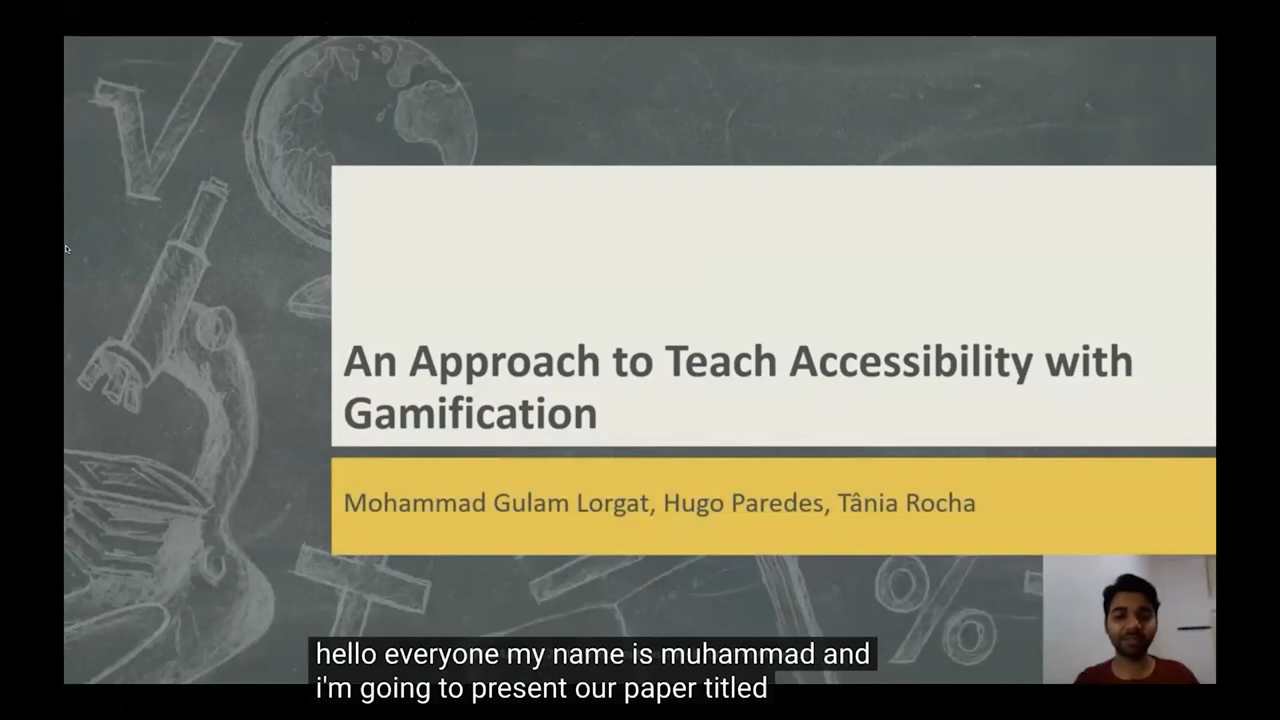 An Approach to Teach Accessibility with
Gamification
Mohammad Gulam Lorgat, Hugo Paredes, Tânia Rocha
%
hello everyone my name is muhammad and
i'm going to present our paper titled